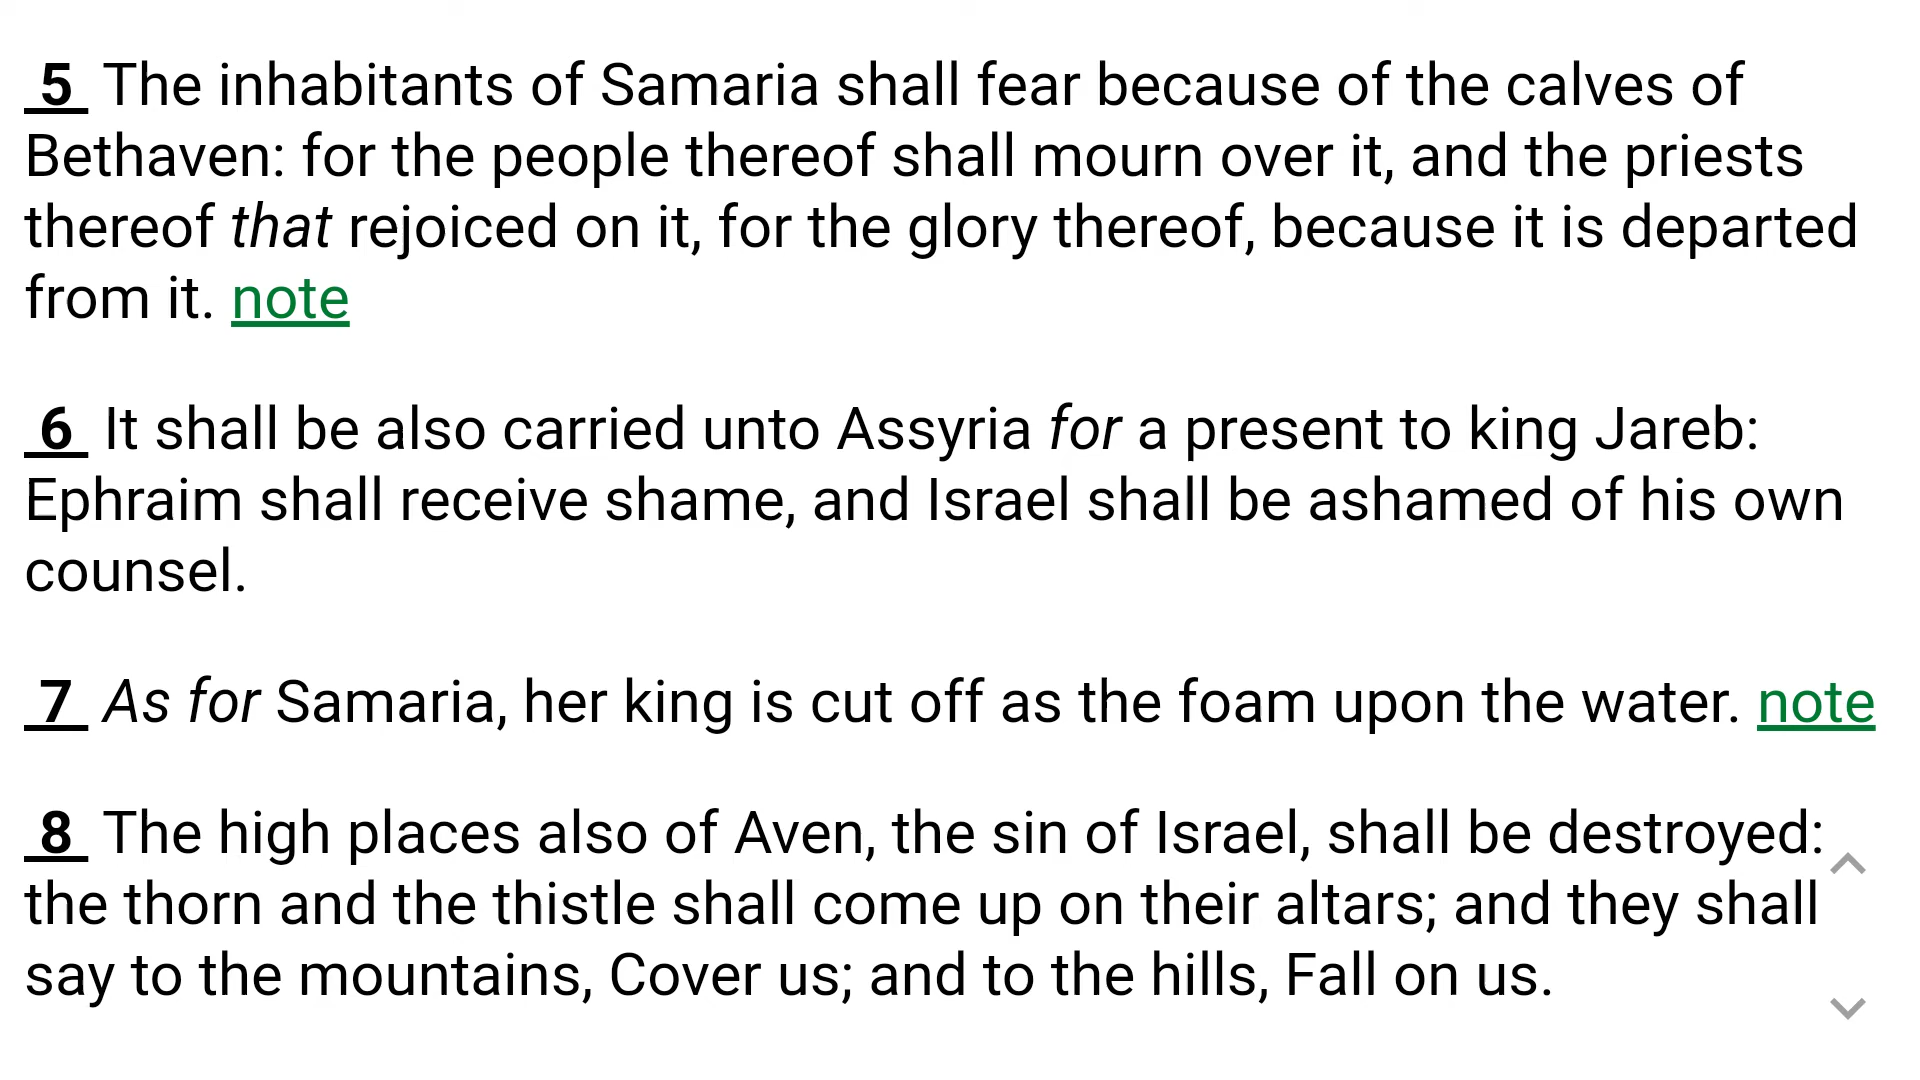 5 The inhabitants of Samaria shall fear because of the calves of
Bethaven: for the people thereof shall mourn over it, and the priests
thereof that rejoiced on it, for the glory thereof, because it is departed
from it. note
6 It shall be also carried unto Assyria for a present to king Jareb:
Ephraim shall receive shame, and Israel shall be ashamed of his own
counsel.
7 As for Samaria, her king is cut off as the foam upon the water. note
8 The high places also of Aven, the sin of Israel, shall be destroyed:
the thorn and the thistle shall come up on their altars; and they shall
say to the mountains, Cover us; and to the hills, Fall on us.